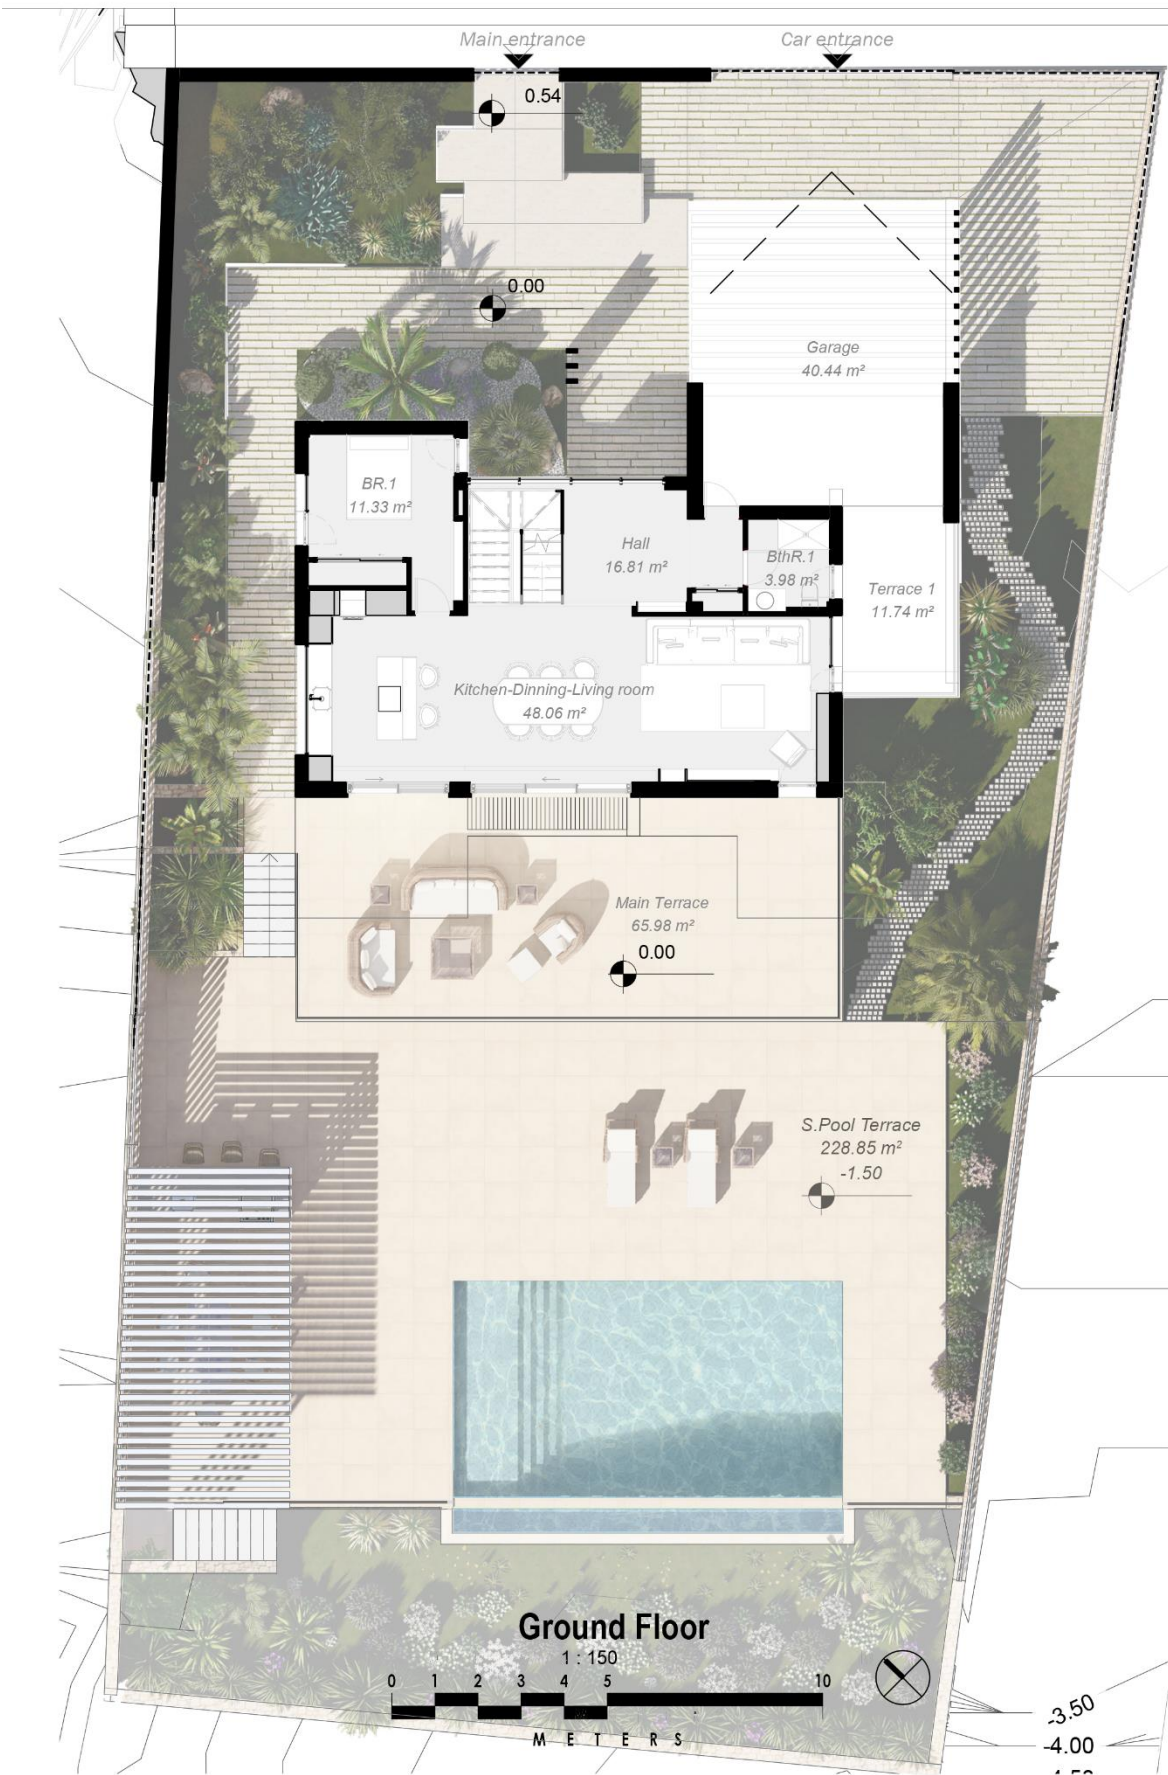 Main entrance
Car entrance
0.54
0.00
Garage
40.44 m²
BR.1
11.33 m²
Hall
16.81 m²
BthR.1
3.98 m²
Terrace 1
11.74 m²
Kitchen-Dinning-Living room
48.06 m²
Main Terrace
65.98 m²
0.00
S.Pool Terrace
228.85 m²
-1.50
Ground Floor
1 : 150
0 1 2 3 4 5 10
METERS
-3.50
-4.00